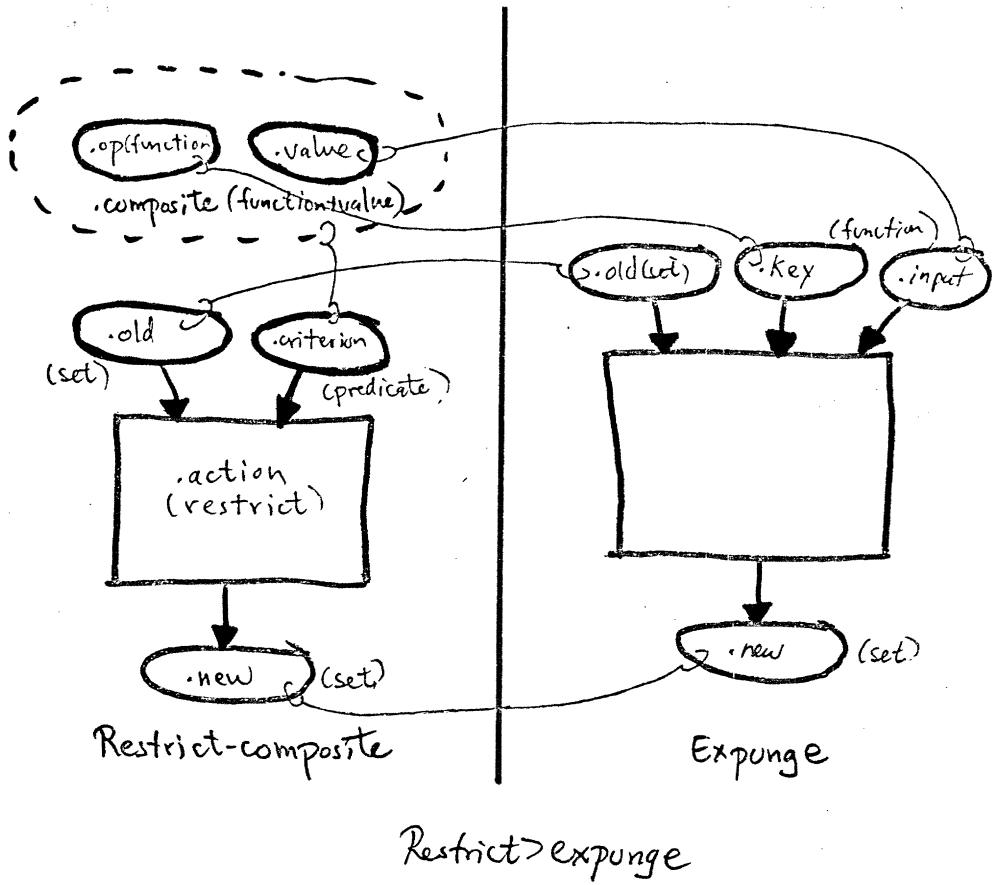 .op(function
.value
.composite (function+value)
.old
(set)
.criterion
(predicate)
.action
(restrict)
.new
(set)
Restrict-composite
(function)
.old(set)
.key
.input
.new
(set)
Expunge
Restrict>expunge